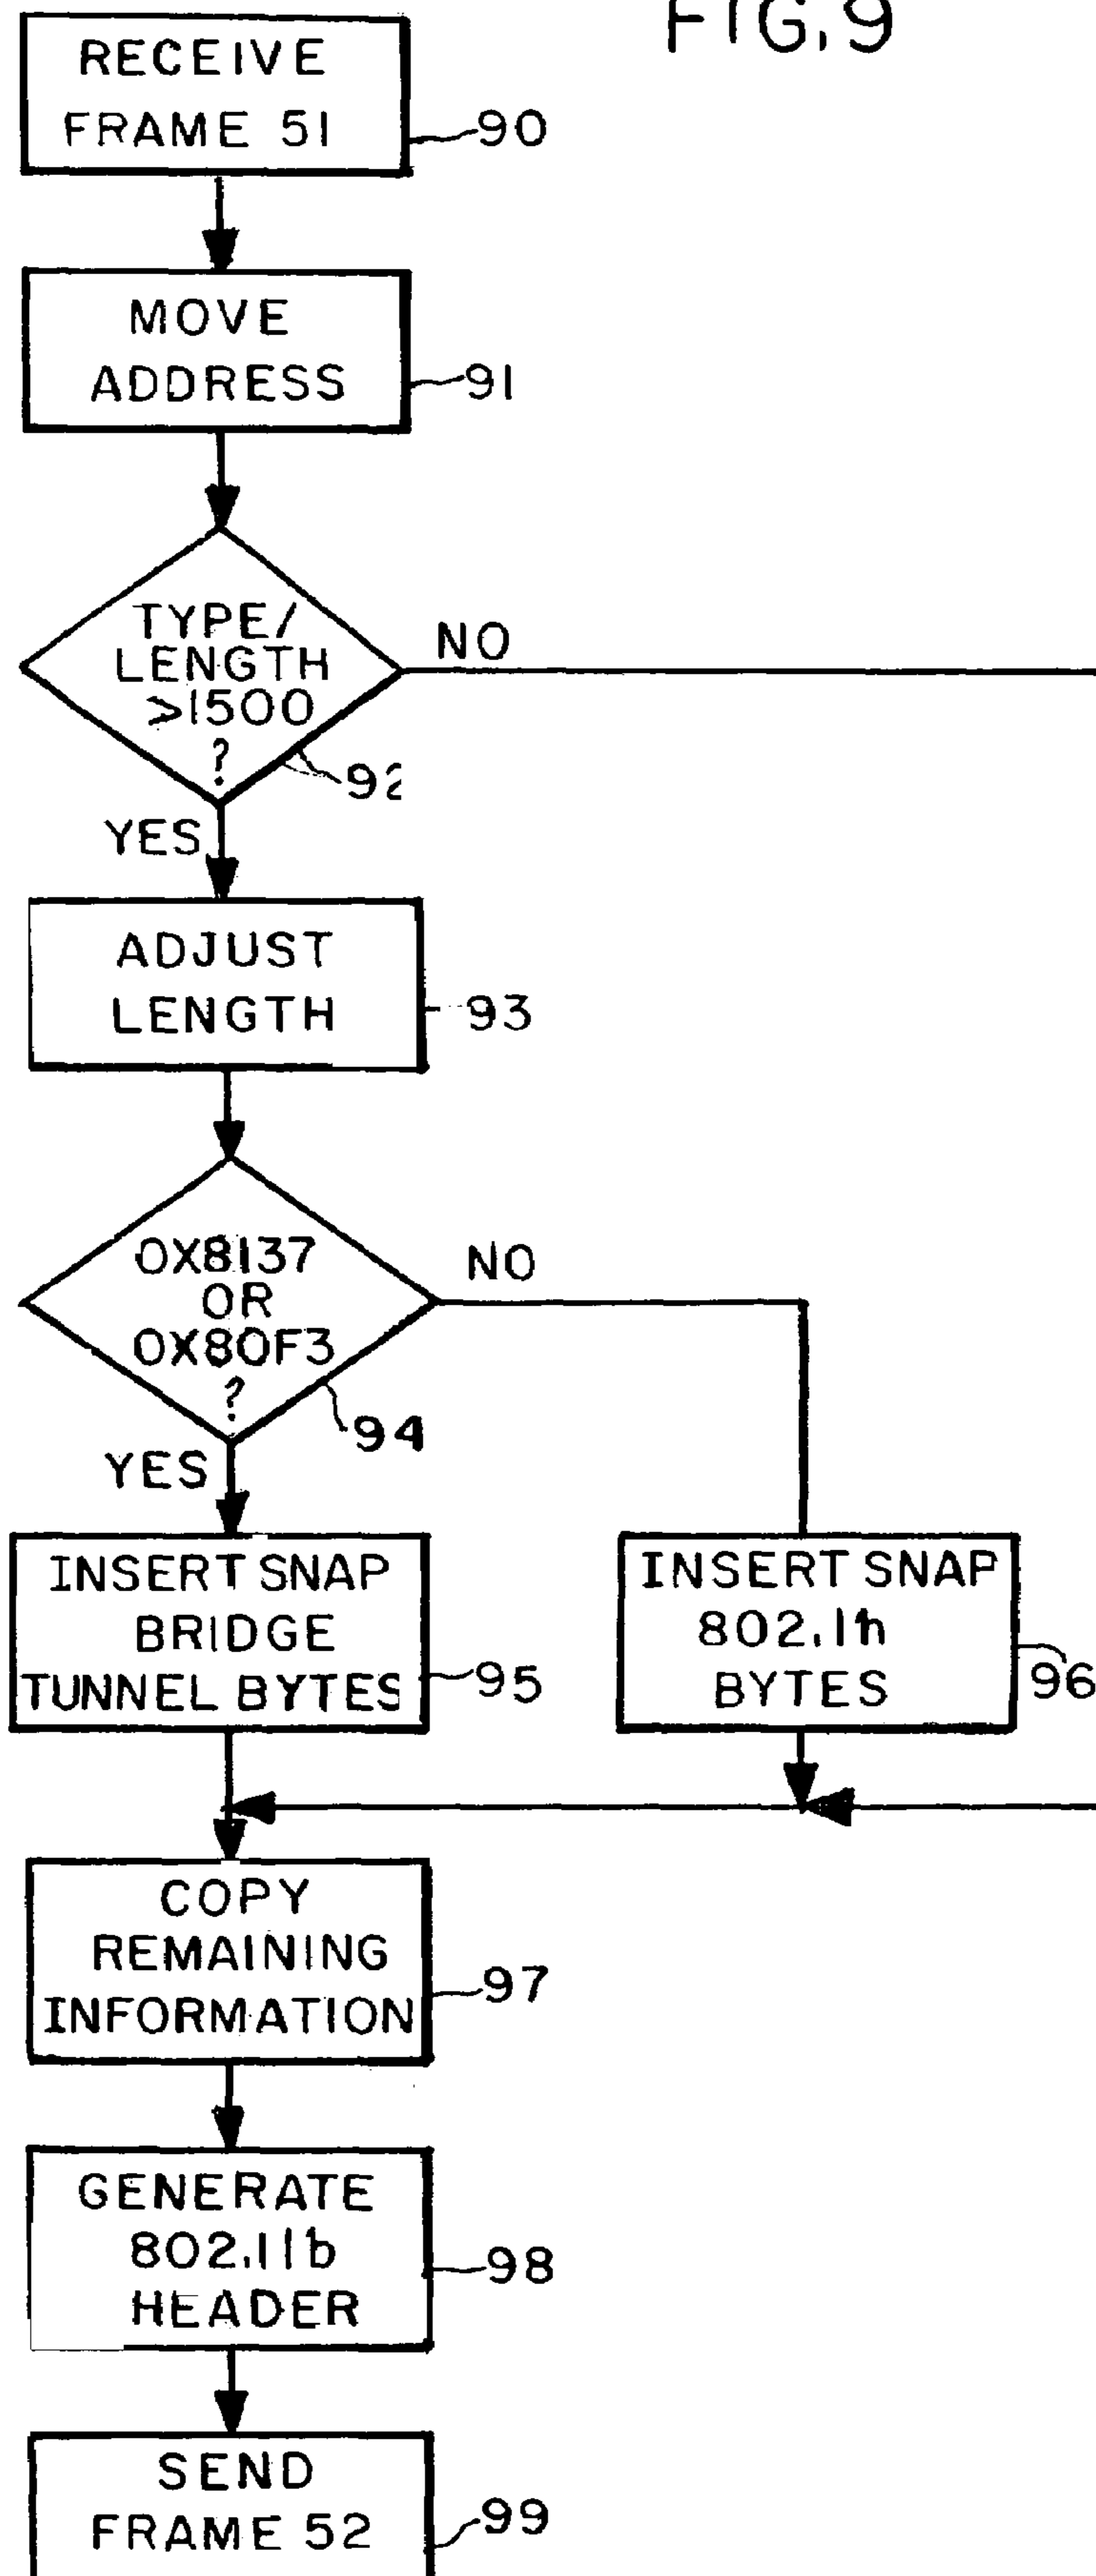 FIG. 9
RECEIVE
FRAME 51
90
MOVE
ADDRESS
91
TYPE/
LENGTH
>1500
?
92
NO
YES
ADJUST
LENGTH
93
0X8137
OR
0X80F3
?
94
NO
YES
INSERT SNAP
BRIDGE
TUNNEL BYTES
95
INSERT SNAP
802.1h
BYTES
96
COPY
REMAINING
INFORMATION
97
GENERATE
802.11b
HEADER
98
SEND
FRAME 52
99